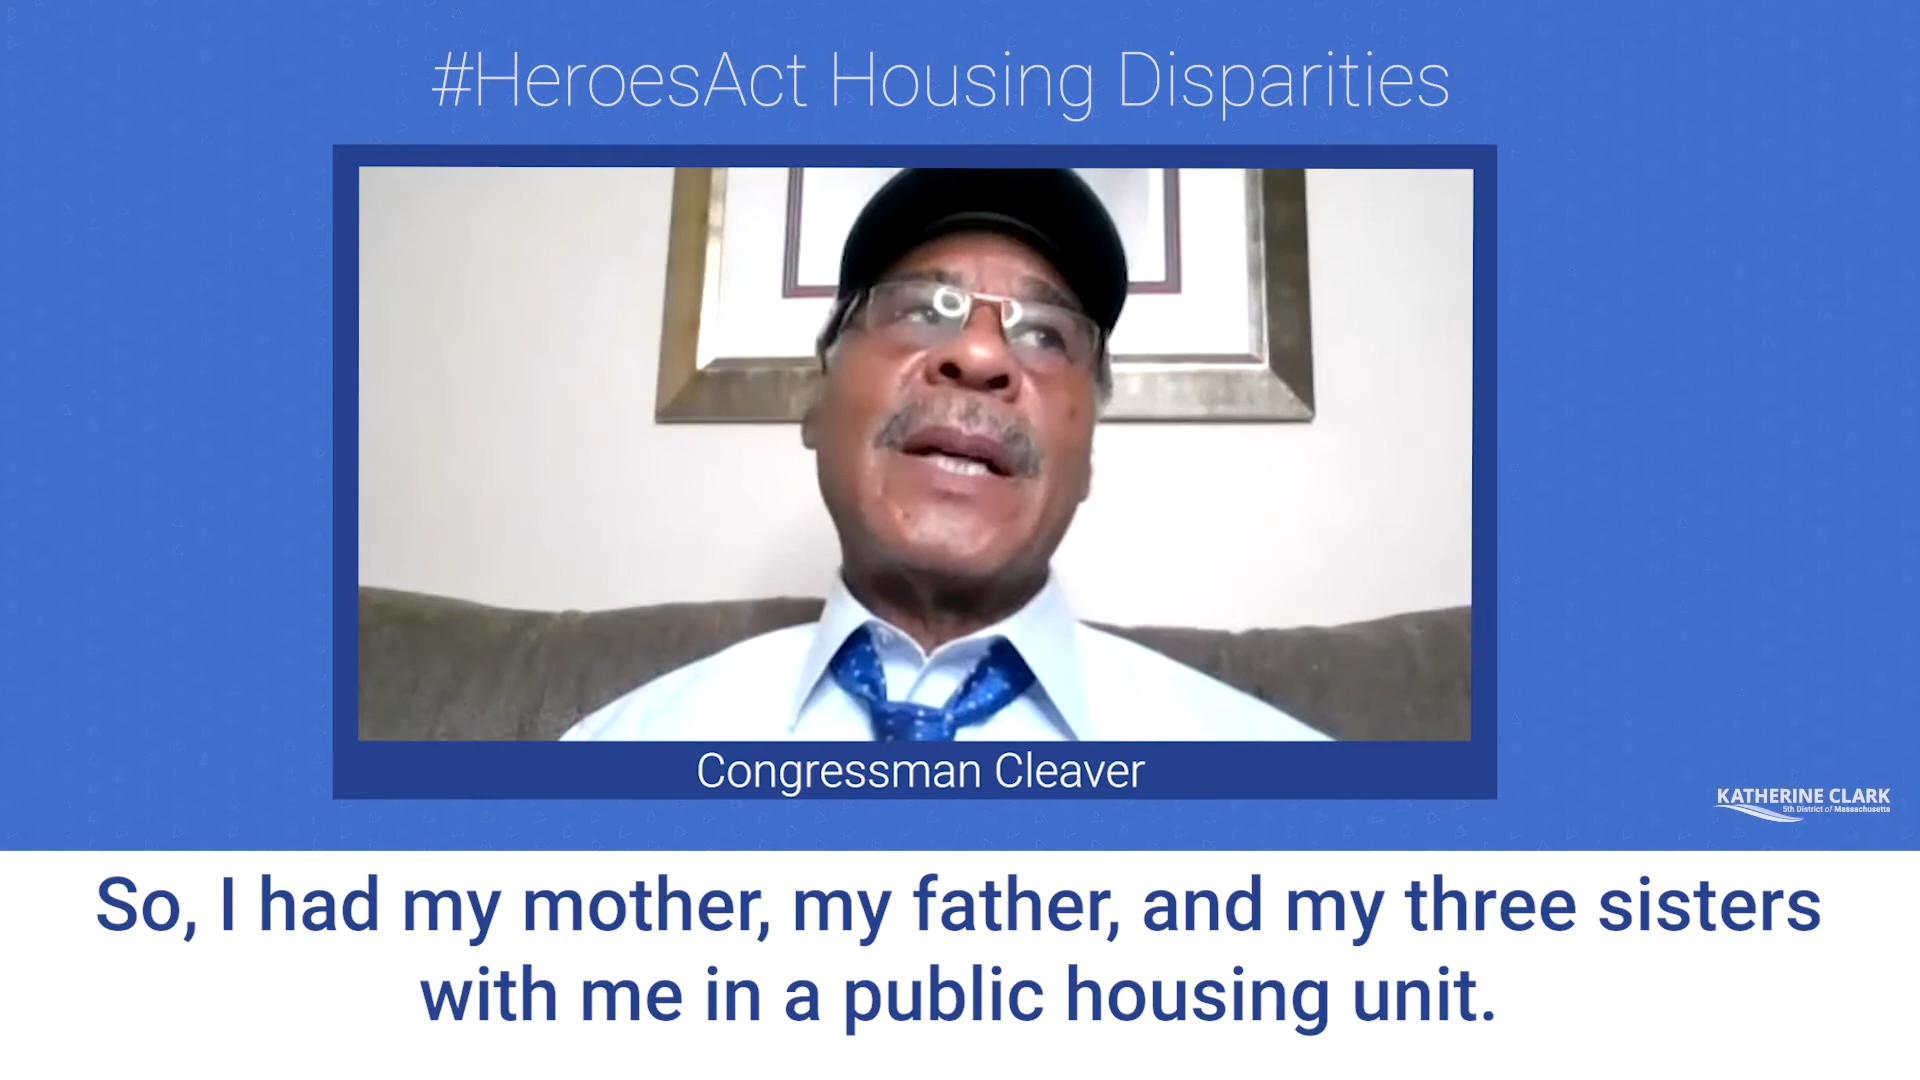 #HeroesAct Housing Disparities
Congressman Cleaver
KATHERINE CLARK
5th District of Massachusetts
So, I had my mother, my father, and my three sisters
with me in a public housing unit.